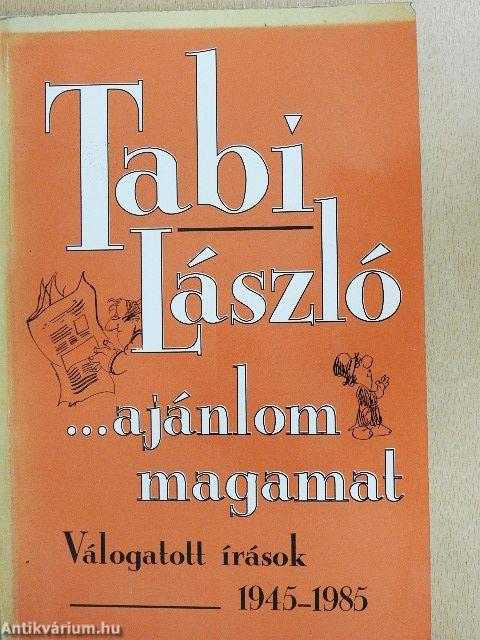 Tabi
László
...ajánlom
magamat
Válogatott írások
1945–1985
Antikvárium.hu